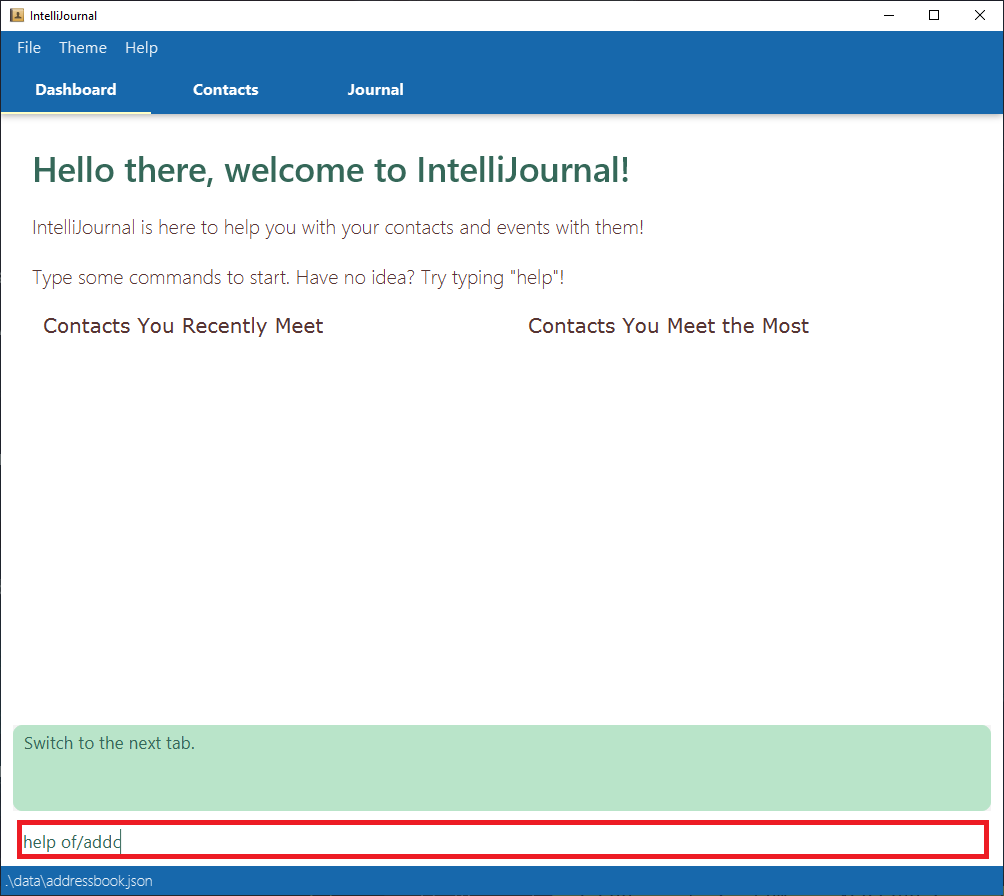 IntelliJournal
File Theme Help
Dashboard Contacts Journal
Hello there, welcome to IntelliJournal!
IntelliJournal is here to help you with your contacts and events with them!
Type some commands to start. Have no idea? Try typing "help"!
Contacts You Recently Meet Contacts You Meet the Most
Switch to the next tab.
help of/addc
.\data\addressbook.json